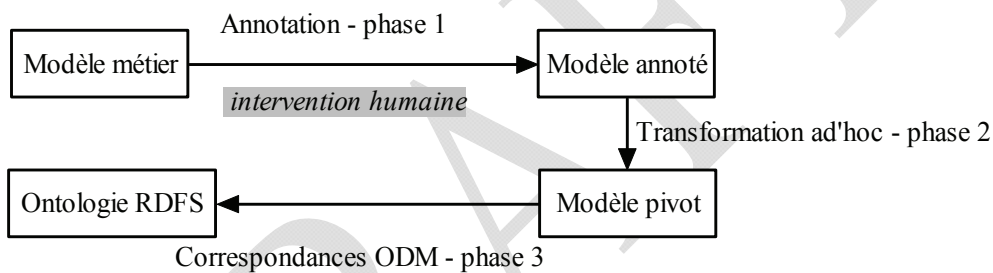 Annotation - phase 1
Modèle métier
Modèle annoté
intervention humaine
Transformation ad'hoc - phase 2
Ontologie RDFS
Modèle pivot
Correspondances ODM - phase 3